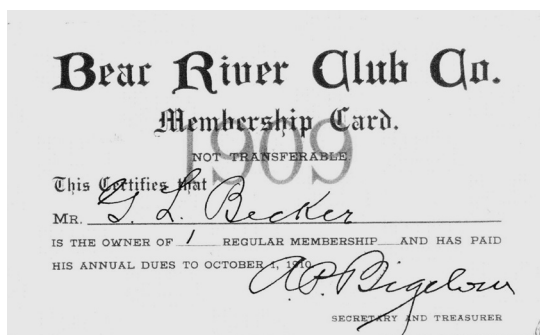 Bear River Club Co.
Membership Card.
1909
NOT TRANSFERABLE
This Certifies that
MR. G. L. Becker
IS THE OWNER OF 1 REGULAR MEMBERSHIP AND HAS PAID
HIS ANNUAL DUES TO OCTOBER 1, 1910.
A. P. Bigelow
SECRETARY AND TREASURER